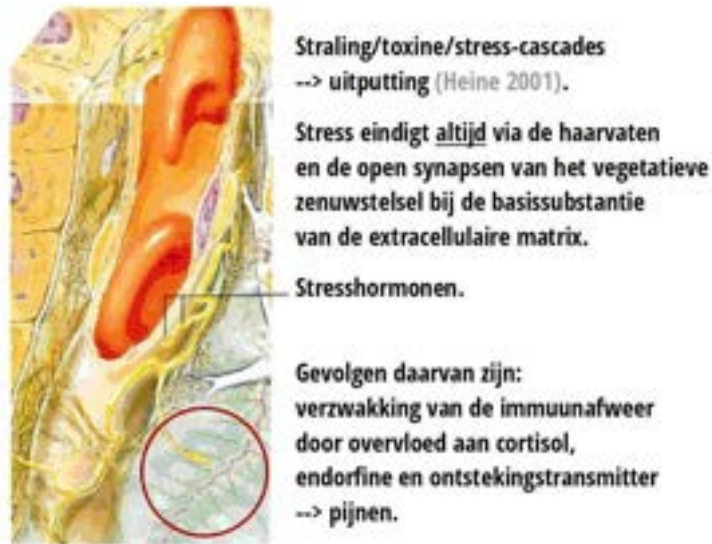 Straling/toxine/stress-cascades
--> uitputting (Heine 2001).
Stress eindigt altijd via de haarvaten
en de open synapsen van het vegetatieve
zenuwstelsel bij de basissubstantie
van de extracellulaire matrix.
Stresshormonen.
Gevolgen daarvan zijn:
verzwakking van de immuunafweer
door overvloed aan cortisol,
endorfine en ontstekingstransmitter
--> pijnen.